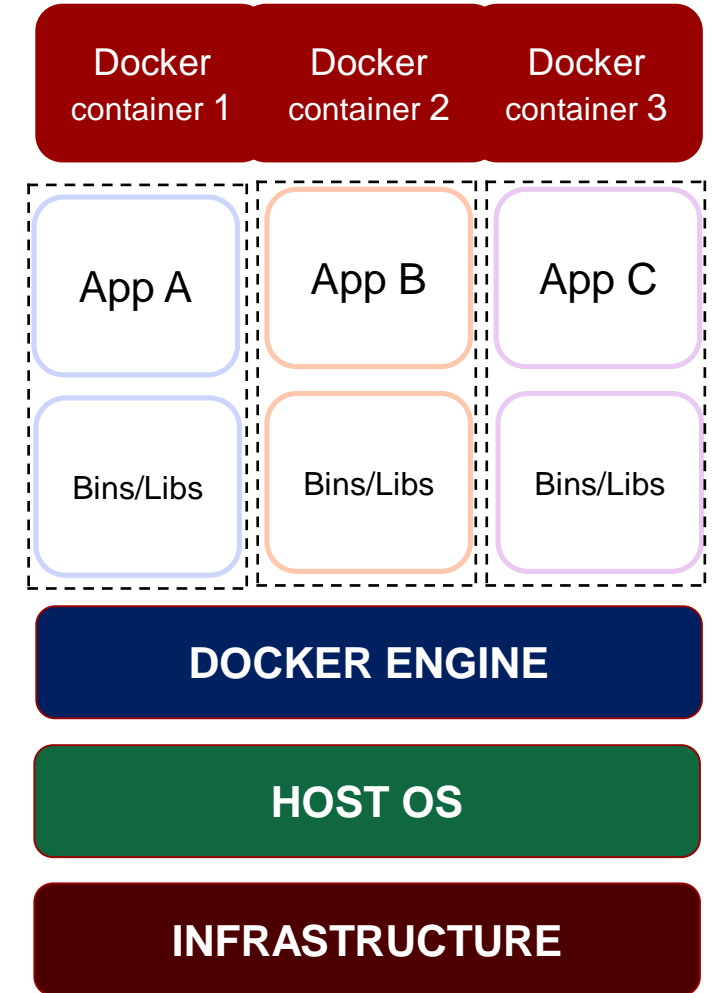 Docker
container 1
Docker
container 2
Docker
container 3
App A
App B
App C
Bins/Libs
Bins/Libs
Bins/Libs
DOCKER ENGINE
HOST OS
INFRASTRUCTURE